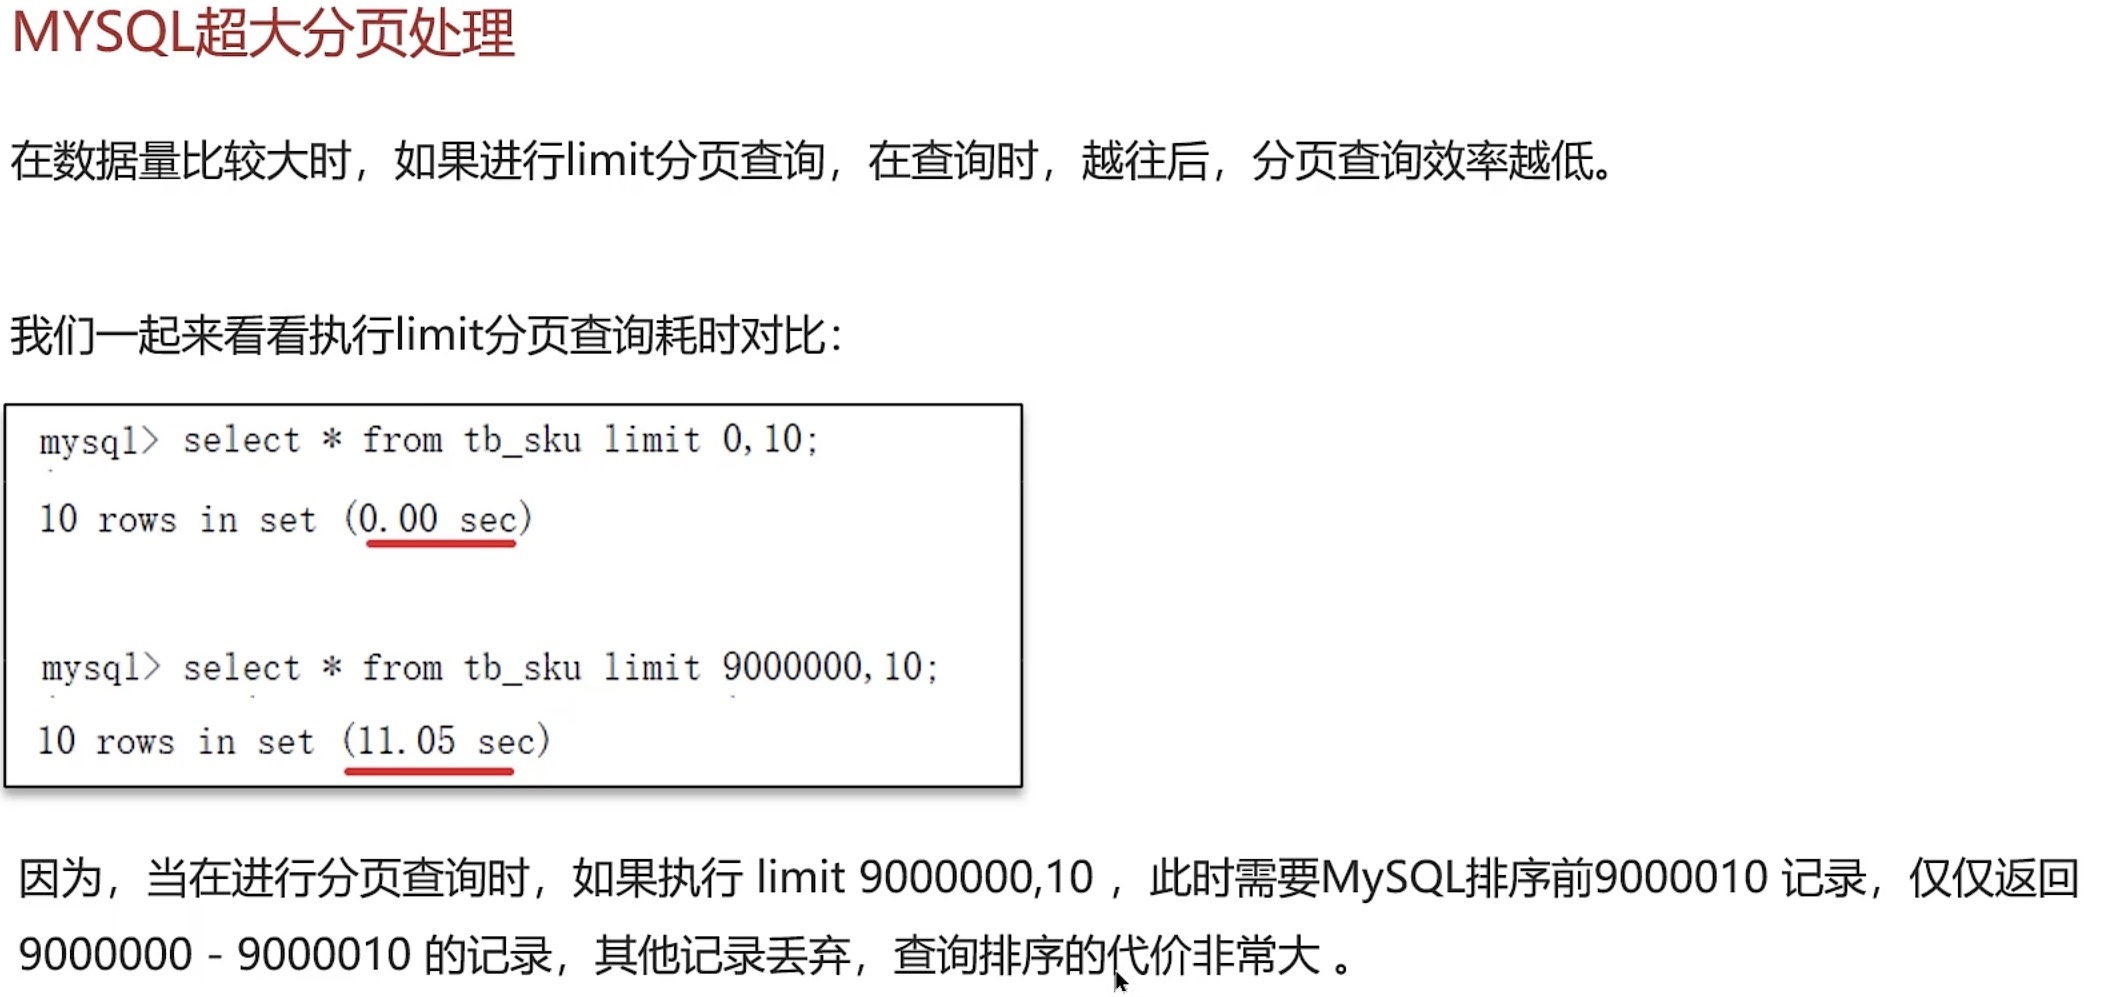 MYSQL超大分页处理
在数据量比较大时，如果进行limit分页查询，在查询时，越往后，分页查询效率越低。
我们一起来看看执行limit分页查询耗时对比：
mysql> select * from tb_sku limit 0,10;
10 rows in set (0.00 sec)
mysql> select * from tb_sku limit 9000000,10;
10 rows in set (11.05 sec)
因为，当在进行分页查询时，如果执行 limit 9000000,10 ，此时需要MySQL排序前9000010 记录，仅仅返回
9000000 - 9000010 的记录，其他记录丢弃，查询排序的代价非常大 。